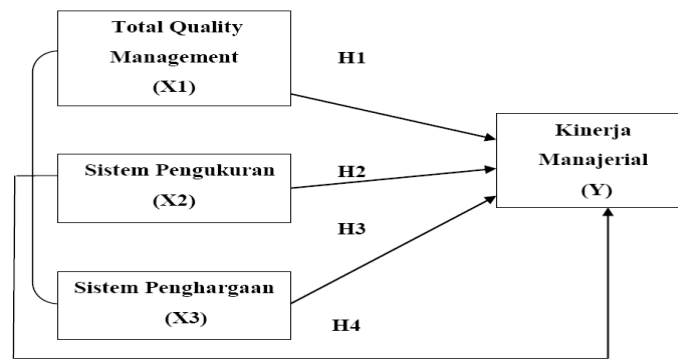 Total Quality
Management
(X1)
H1
Kinerja
Manajerial
(Y)
Sistem Pengukuran
(X2)
H2
H3
Sistem Penghargaan
(X3)
H4